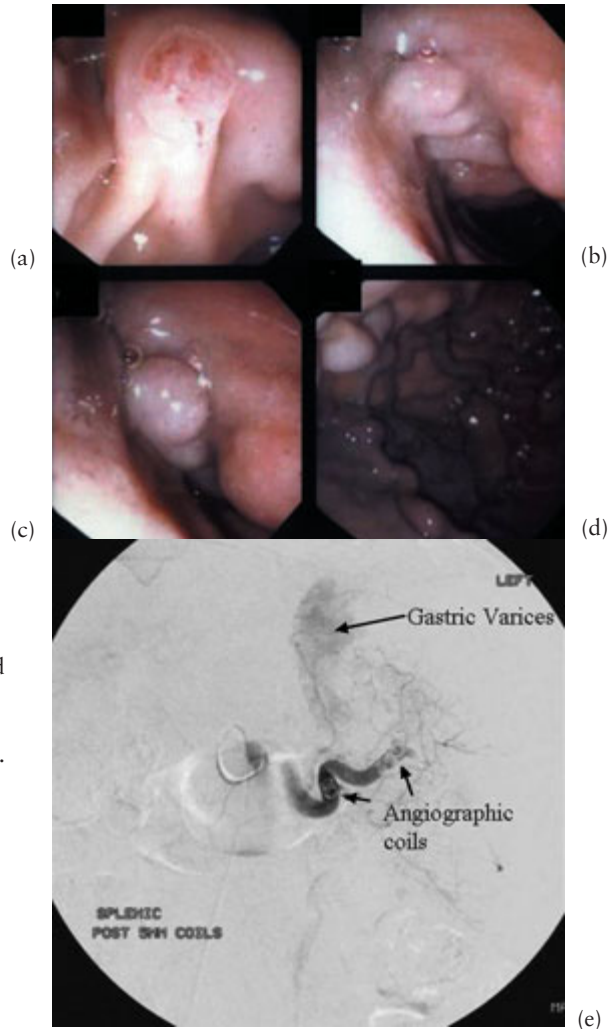 (a)
(b)
(c)
(d)
LEFT
Gastric Varices
d
.
Angiographic
coils
SPLENIC
POST 5MM COILS
(e)